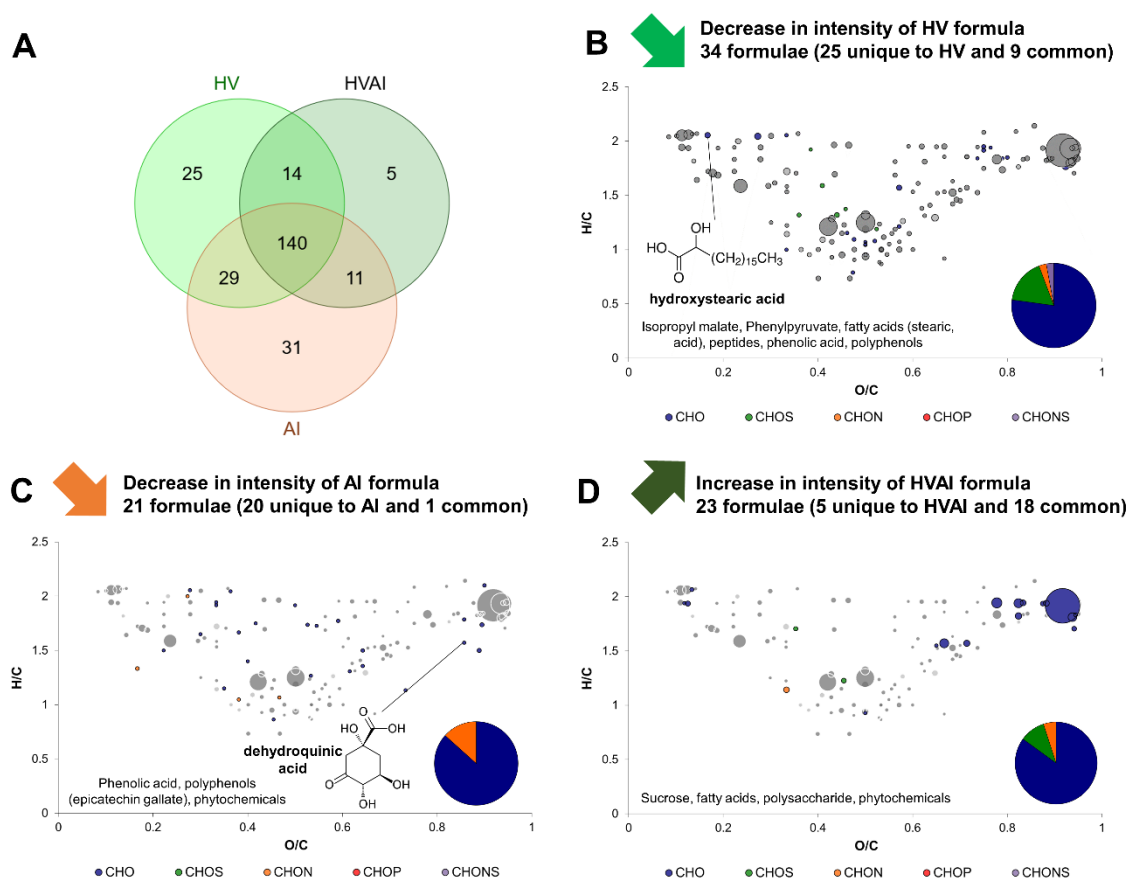 A
HV
HVAI
25
14
5
140
29
11
31
AI
B
Decrease in intensity of HV formula
34 formulae (25 unique to HV and 9 common)
2.5
2
1.5
1
0.5
0
H/C
OH
HO
O
(CH2)15CH3
hydroxystearic acid
Isopropyl malate, Phenylpyruvate, fatty acids (stearic,
acid), peptides, phenolic acid, polyphenols
0
0.2
0.4
0.6
0.8
1
O/C
CHO
CHOS
CHON
CHOP
CHONS
C
Decrease in intensity of AI formula
21 formulae (20 unique to AI and 1 common)
2.5
2
1.5
1
0.5
0
H/C
dehydroquinic
acid
O
HO
OH
O
OH
OH
Phenolic acid, polyphenols
(epicatechin gallate), phytochemicals
0
0.2
0.4
0.6
0.8
1
O/C
CHO
CHOS
CHON
CHOP
CHONS
D
Increase in intensity of HVAI formula
23 formulae (5 unique to HVAI and 18 common)
2.5
2
1.5
1
0.5
0
H/C
Sucrose, fatty acids, polysaccharide, phytochemicals
0
0.2
0.4
0.6
0.8
1
O/C
CHO
CHOS
CHON
CHOP
CHONS